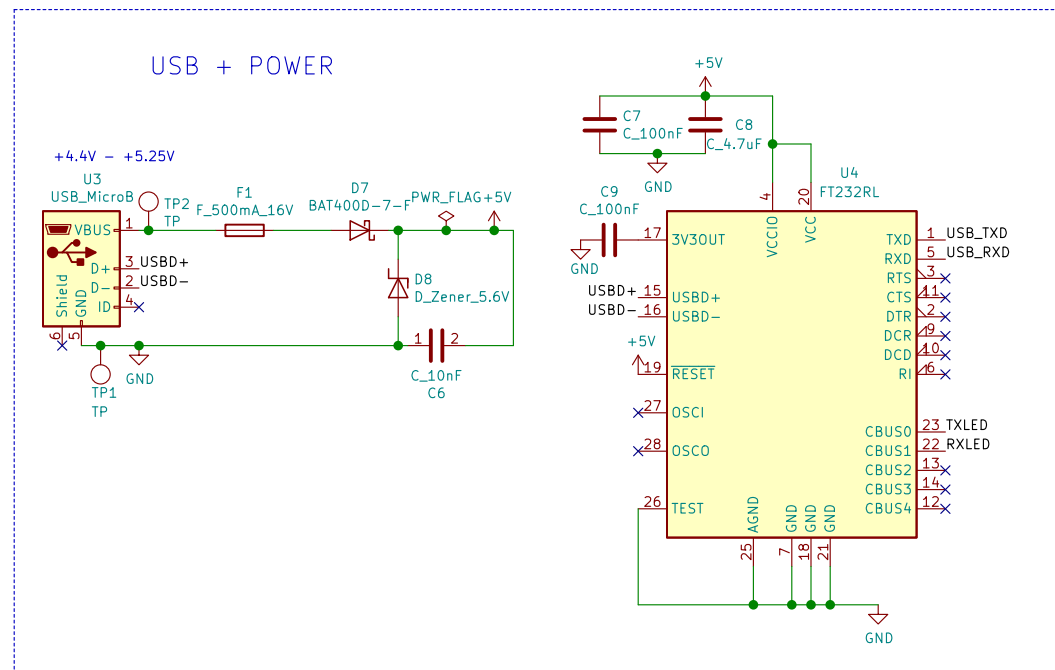 USB + POWER
+4.4V - +5.25V
U3
USB_MicroB
VBUS
1
D+
3
USBD+
D-
2
USBD-
ID
4
Shield
GND
6
5
TP2
TP
TP1
TP
GND
F1
F_500mA_16V
D7
BAT400D-7-F
PWR_FLAG
+5V
D8
D_Zener_5.6V
1
2
C_10nF
C6
+5V
C7
C_100nF
C8
C_4.7uF
GND
C9
C_100nF
GND
U4
FT232RL
4
VCCIO
20
VCC
17
3V3OUT
USBD+
15
USBD+
USBD-
16
USBD-
+5V
19
RESET
27
OSCI
28
OSCO
26
TEST
TXD
1
USB_TXD
RXD
5
USB_RXD
RTS
3
CTS
11
DTR
2
DCR
9
DCD
10
RI
6
CBUS0
23
TXLED
CBUS1
22
RXLED
CBUS2
13
CBUS3
14
CBUS4
12
AGND
GND
GND
GND
25
7
18
21
GND